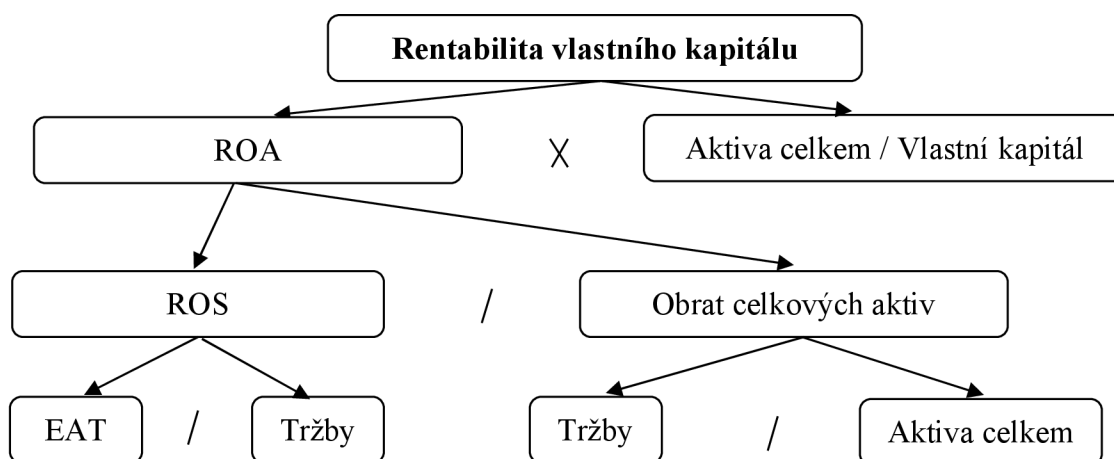 Rentabilita vlastního kapitálu
ROA X Aktiva celkem / Vlastní kapitál
ROS / Obrat celkových aktiv
EAT / Tržby Tržby / Aktiva celkem